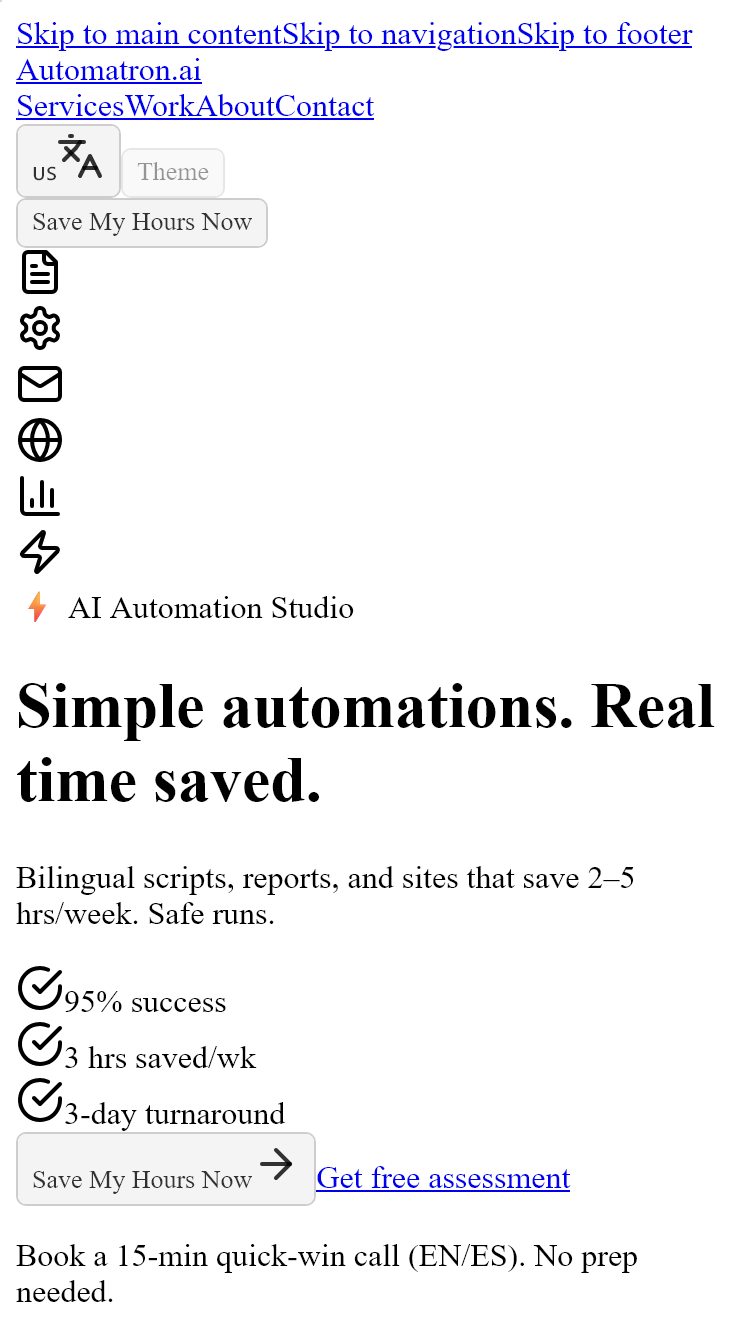 Skip to main contentSkip to navigationSkip to footer
Automatron.ai
ServicesWorkAboutContact
US
Theme
Save My Hours Now
AI Automation Studio
Simple automations. Real
time saved.
Bilingual scripts, reports, and sites that save 2–5
hrs/week. Safe runs.
95% success
3 hrs saved/wk
3-day turnaround
Save My Hours Now Get free assessment
Book a 15-min quick-win call (EN/ES). No prep
needed.